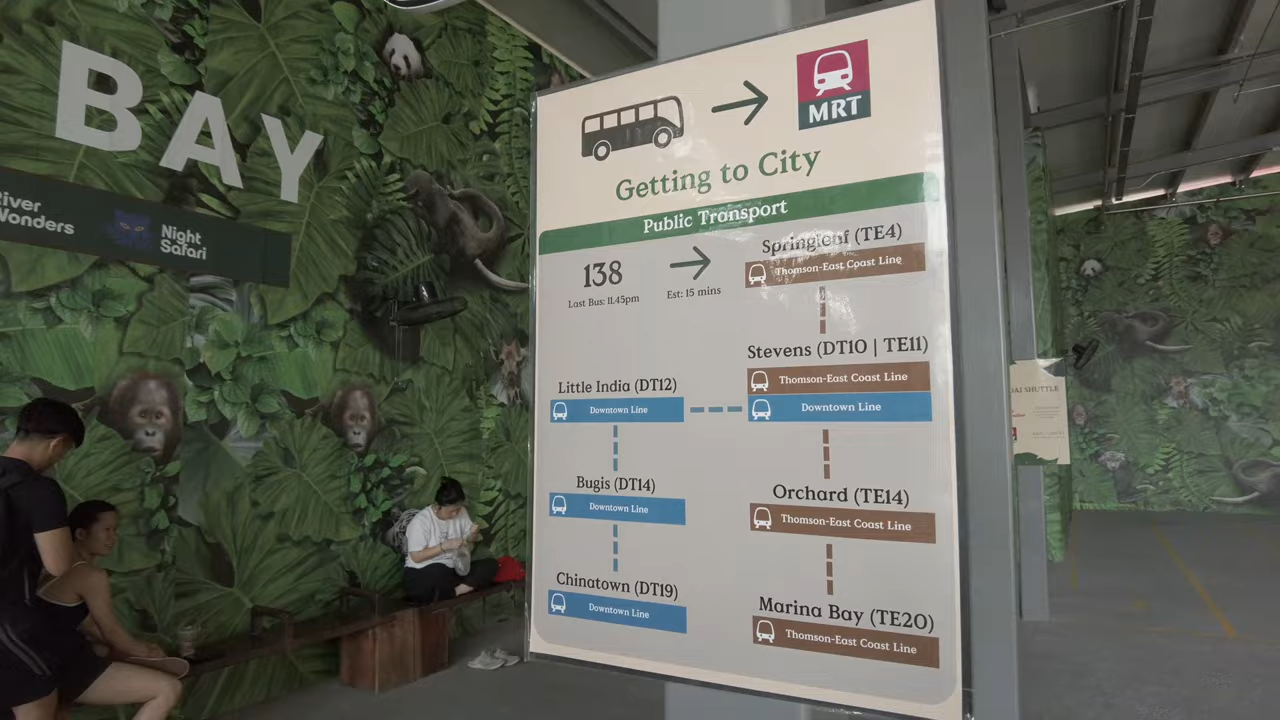 BAY
River
Wonders
Night
Safari
MRT
Getting to City
Public Transport
138
Last Bus: 11.45pm
Est: 15 mins
Springleaf (TE4)
Thomson-East Coast Line
Stevens (DT10 | TE11)
Thomson-East Coast Line
Downtown Line
Little India (DT12)
Downtown Line
Bugis (DT14)
Downtown Line
Chinatown (DT19)
Downtown Line
Orchard (TE14)
Thomson-East Coast Line
Marina Bay (TE20)
Thomson-East Coast Line
SHUTTLE